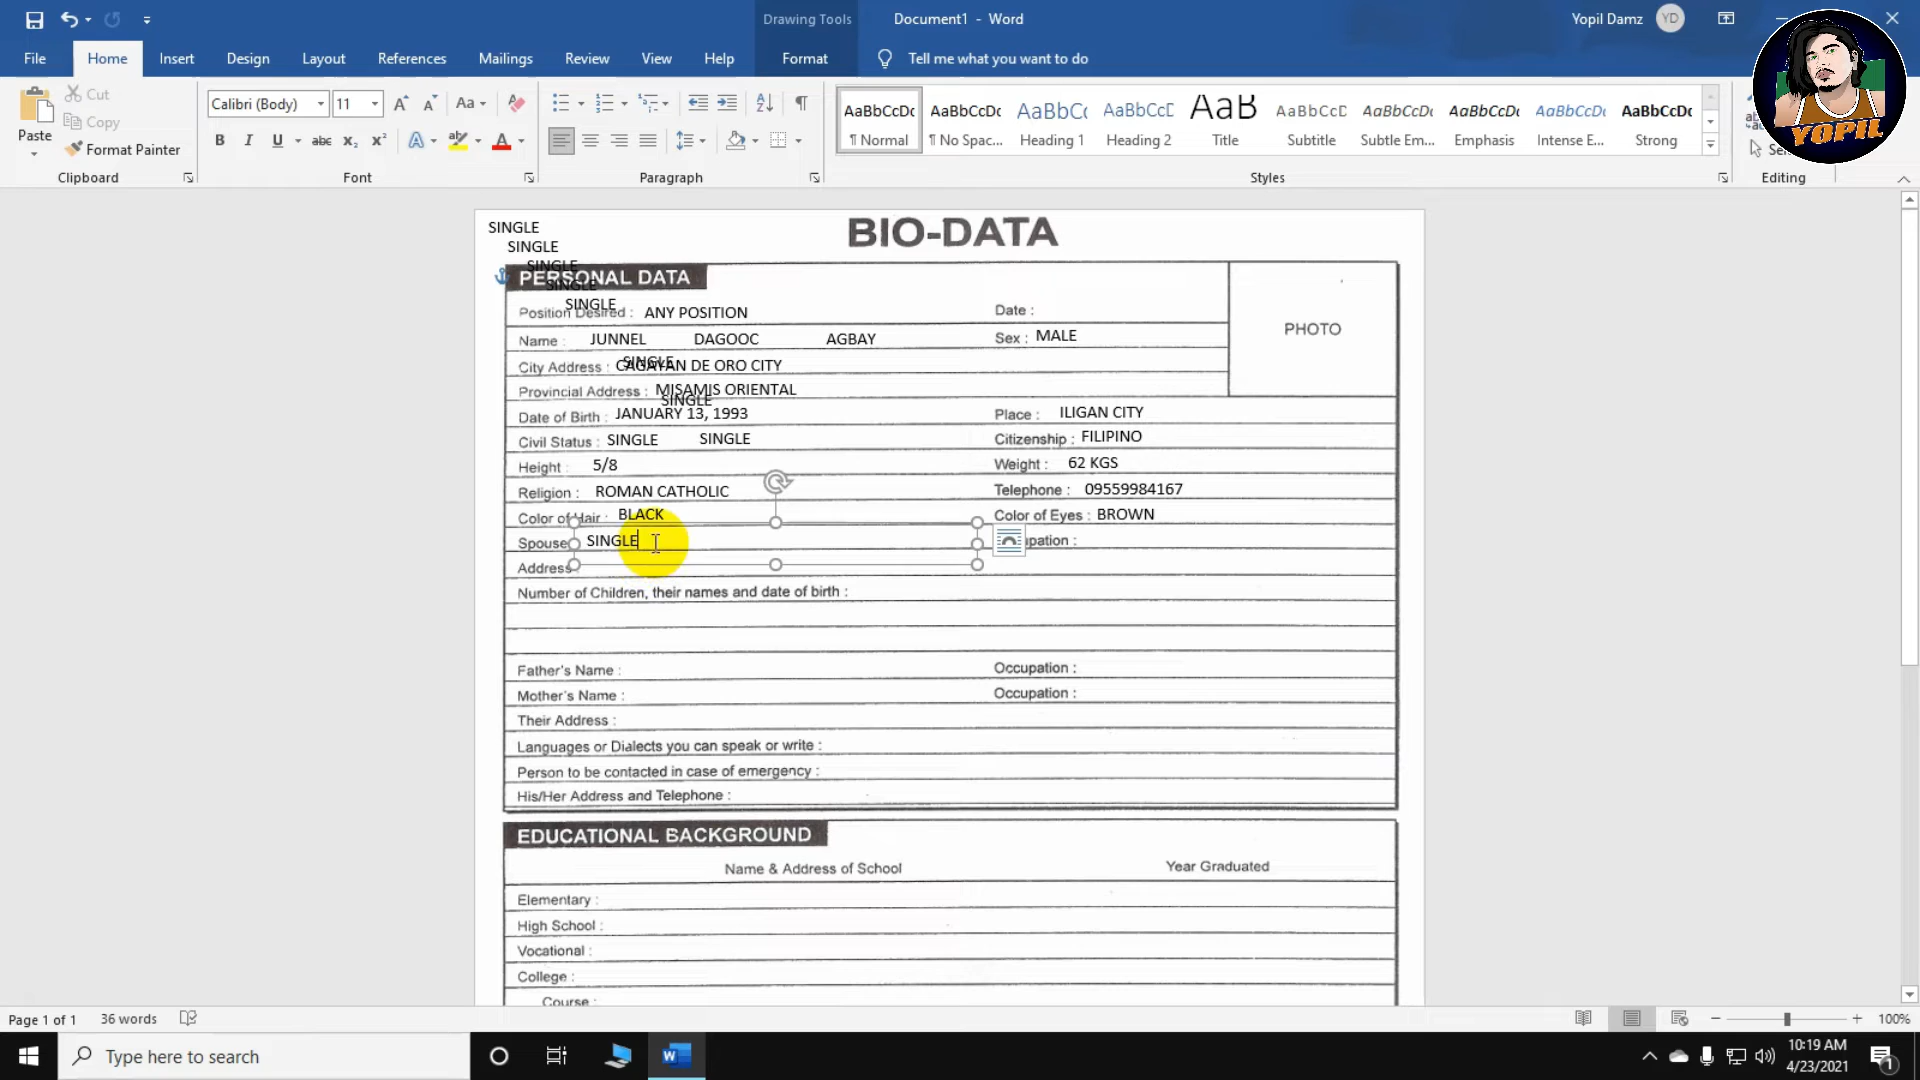 Drawing Tools
Document1 - Word
Yopil Damz
YD
File
Home
Insert
Design
Layout
References
Mailings
Review
View
Help
Format
Tell me what you want to do
Paste
Cut
Copy
Format Painter
Clipboard
Calibri (Body)
11
Font
Paragraph
AaBbCcDc
¶ Normal
AaBbCcDc
¶ No Spac...
AaBbCc
Heading 1
AaBbCcD
Heading 2
AaB
Title
AaBbCcD
Subtitle
AaBbCcDc
Subtle Em...
AaBbCcDc
Emphasis
AaBbCcDc
Intense E...
AaBbCcDc
Strong
Styles
Editing
YOPIL
SINGLE
BIO-DATA
SINGLE
SINGLE
PERSONAL DATA
SINGLE
SINGLE
Position Desired : ANY POSITION
Date :
PHOTO
Name : JUNNEL DAGOOC AGBAY
Sex : MALE
SINGLE
City Address : CAGAYAN DE ORO CITY
Provincial Address : MISAMIS ORIENTAL
SINGLE
Date of Birth : JANUARY 13, 1993
Place : ILIGAN CITY
Civil Status : SINGLE SINGLE
Citizenship : FILIPINO
Height : 5/8
Weight : 62 KGS
Religion : ROMAN CATHOLIC
Telephone : 09559984167
Color of Hair : BLACK
Color of Eyes : BROWN
Spouse SINGLE
pation :
Address
Number of Children, their names and date of birth :
Father's Name :
Occupation :
Mother's Name :
Occupation :
Their Address :
Languages or Dialects you can speak or write :
Person to be contacted in case of emergency :
His/Her Address and Telephone :
EDUCATIONAL BACKGROUND
Name & Address of School
Year Graduated
Elementary :
High School :
Vocational :
College :
Course :
Page 1 of 1
36 words
100%
Type here to search
10:19 AM
4/23/2021
1